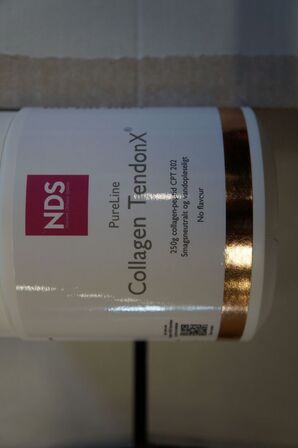 NDS
PureLine
Collagen TendonX®
250g collagen-peptid CPT 202
Smagsneutralt og vandopløseligt
No flavour